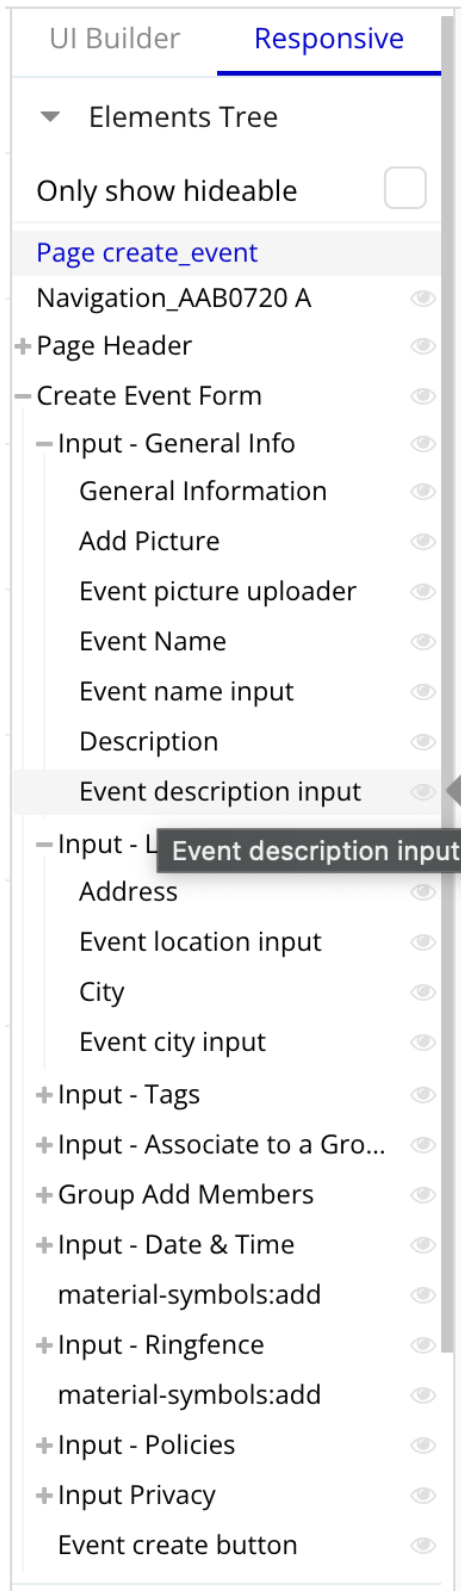 UI Builder
Responsive
Elements Tree
Only show hideable
Page create_event
Navigation_AAB0720 A
Page Header
Create Event Form
Input - General Info
General Information
Add Picture
Event picture uploader
Event Name
Event name input
Description
Event description input
Input - L
Event description input
Address
Event location input
City
Event city input
Input - Tags
Input - Associate to a Gro...
Group Add Members
Input - Date & Time
material-symbols:add
Input - Ringfence
material-symbols:add
Input - Policies
Input Privacy
Event create button